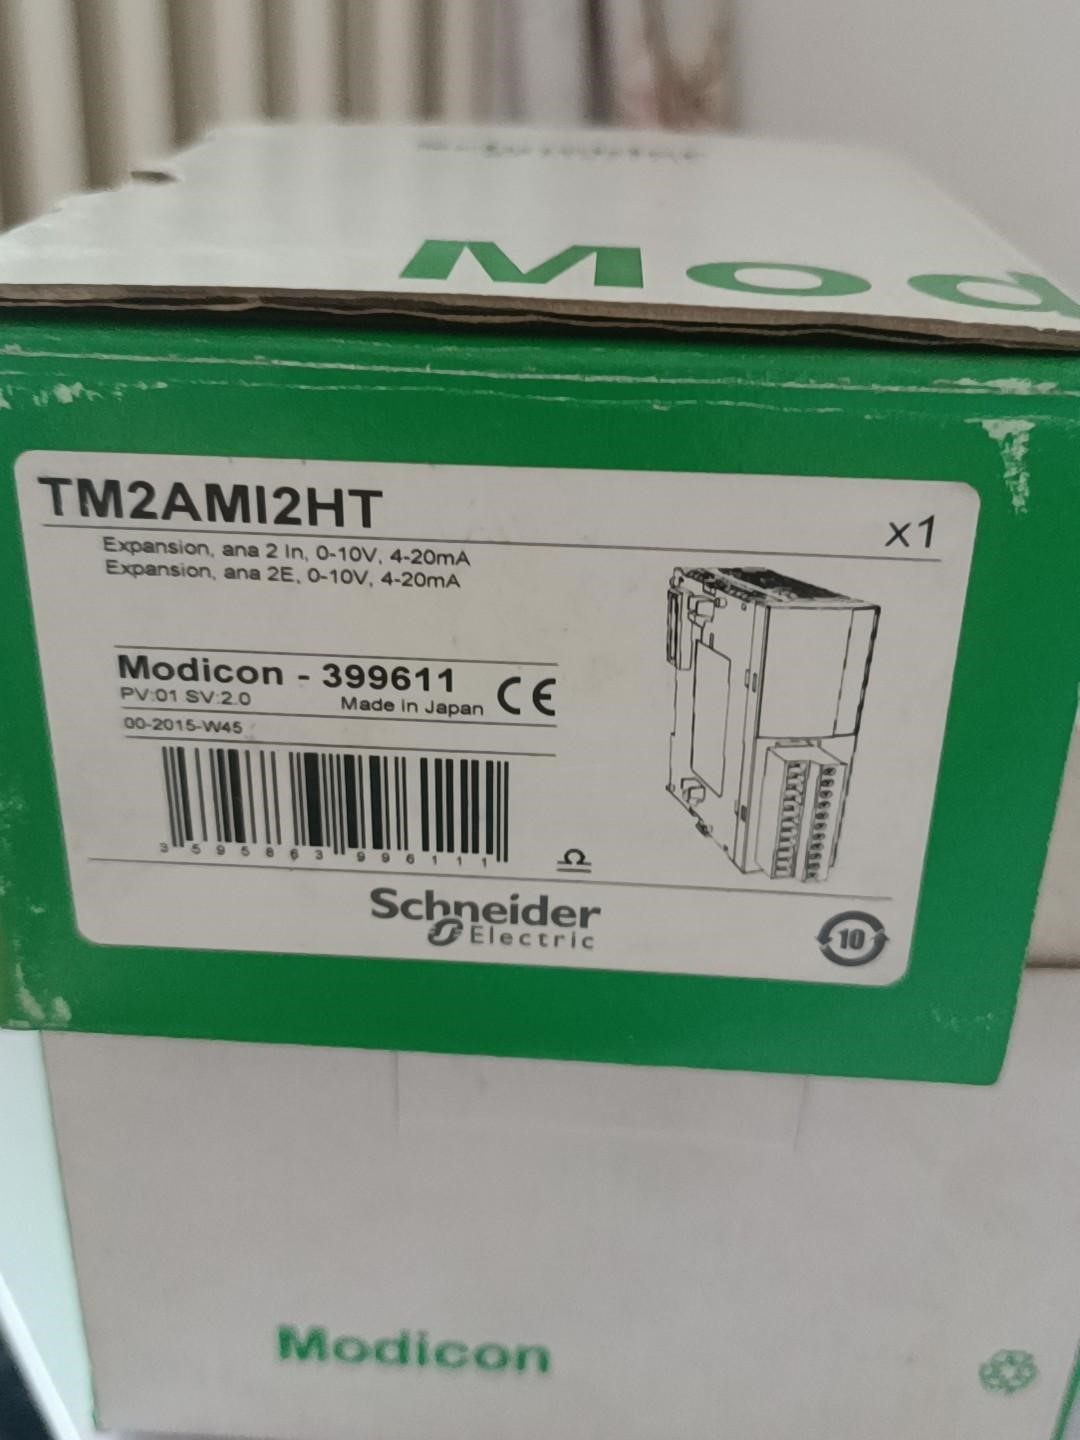 Mod
TM2AMI2HT
x1
Expansion, ana 2 In, 0-10V, 4-20mA
Expansion, ana 2E, 0-10V, 4-20mA
Modicon - 399611
CE
PV:01 SV:2.0
Made in Japan
00-2015-W45
3 595863 996111
Schneider
Electric
10
Modicon